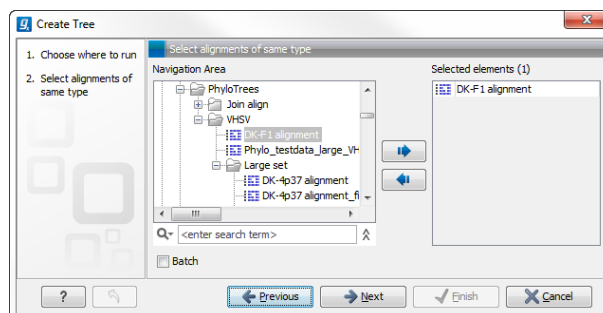 Create Tree
1. Choose where to run
2. Select alignments of
same type
Select alignments of same type
Navigation Area
PhyloTrees
Join align
VHSV
DK-F1 alignment
Phylo_testdata_large_VH
Large set
DK-4p37 alignment
DK-4p37 alignment_fi
<enter search term>
Batch
Selected elements (1)
DK-F1 alignment
?
Previous
Next
Finish
Cancel